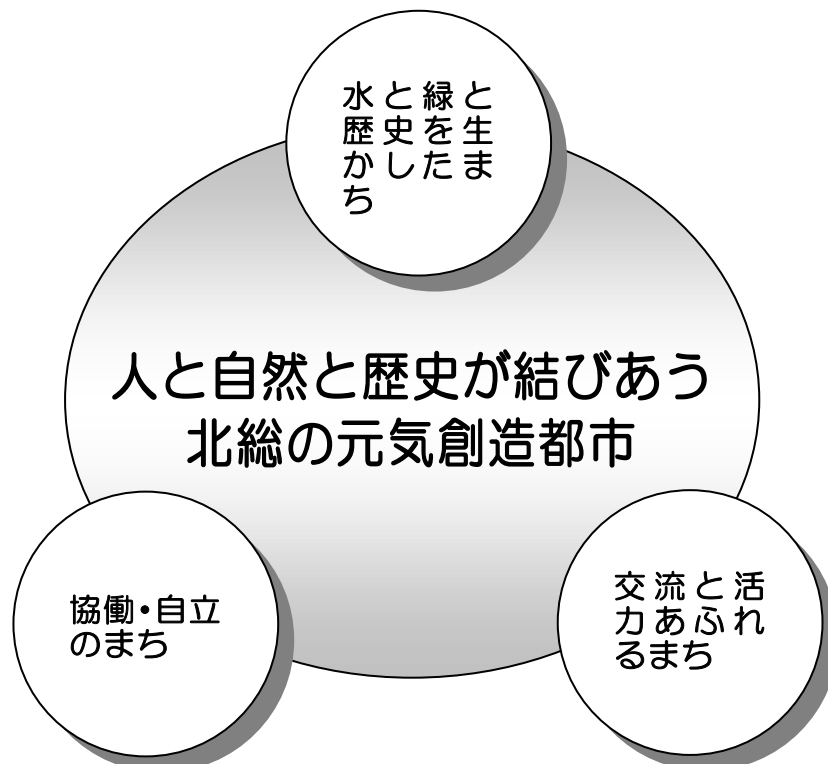 水と緑と
歴史を生
かしたま
ち
人と自然と歴史が結びあう
北総の元気創造都市
協働・自立
のまち
交流と活
力あふれ
るまち